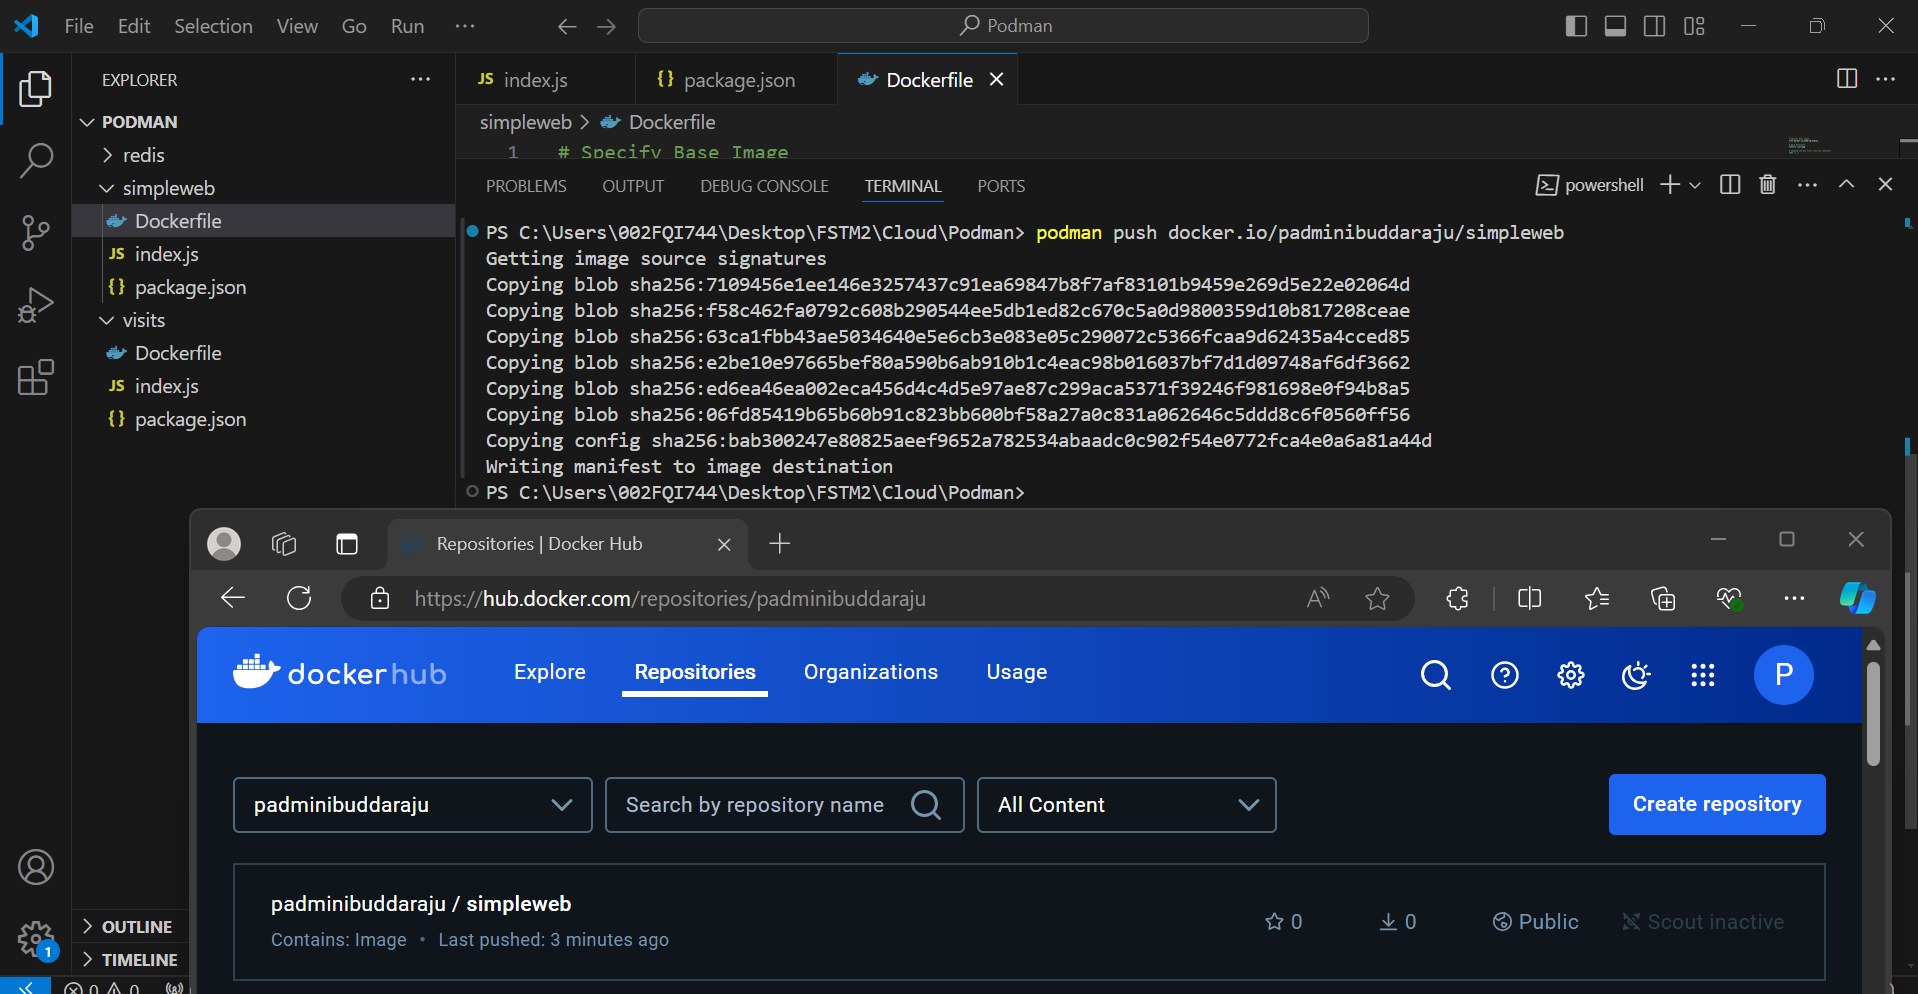 File Edit Selection View Go Run ···
Podman
EXPLORER
PODMAN
redis
simpleweb
Dockerfile
JS index.js
{} package.json
visits
Dockerfile
JS index.js
{} package.json
OUTLINE
TIMELINE
1
0 0
JS index.js
{} package.json
Dockerfile
simpleweb > Dockerfile
1 # Specify Base Image
PROBLEMS OUTPUT DEBUG CONSOLE TERMINAL PORTS
powershell
PS C:\Users\002FQI744\Desktop\FSTM2\Cloud\Podman> podman push docker.io/padminibuddaraju/simpleweb
Getting image source signatures
Copying blob sha256:7109456e1ee146e3257437c91ea69847b8f7af83101b9459e269d5e22e02064d
Copying blob sha256:f58c462fa0792c608b290544ee5db1ed82c670c5a0d9800359d10b817208ceae
Copying blob sha256:63ca1fbb43ae5034640e5e6cb3e083e05c290072c5366fcaa9d62435a4cced85
Copying blob sha256:e2be10e97665bef80a590b6ab910b1c4eac98b016037bf7d1d09748af6df3662
Copying blob sha256:ed6ea46ea002eca456d4c4d5e97ae87c299aca5371f39246f981698e0f94b8a5
Copying blob sha256:06fd85419b65b60b91c823bb600bf58a27a0c831a062646c5ddd8c6f0560ff56
Copying config sha256:bab300247e80825aeef9652a782534abaadc0c902f54e0772fca4e0a6a81a44d
Writing manifest to image destination
PS C:\Users\002FQI744\Desktop\FSTM2\Cloud\Podman>
Repositories | Docker Hub
https://hub.docker.com/repositories/padminibuddaraju
dockerhub
Explore Repositories Organizations Usage
P
padminibuddaraju
Search by repository name
All Content
Create repository
padminibuddaraju / simpleweb
Contains: Image • Last pushed: 3 minutes ago
0
0
Public
Scout inactive